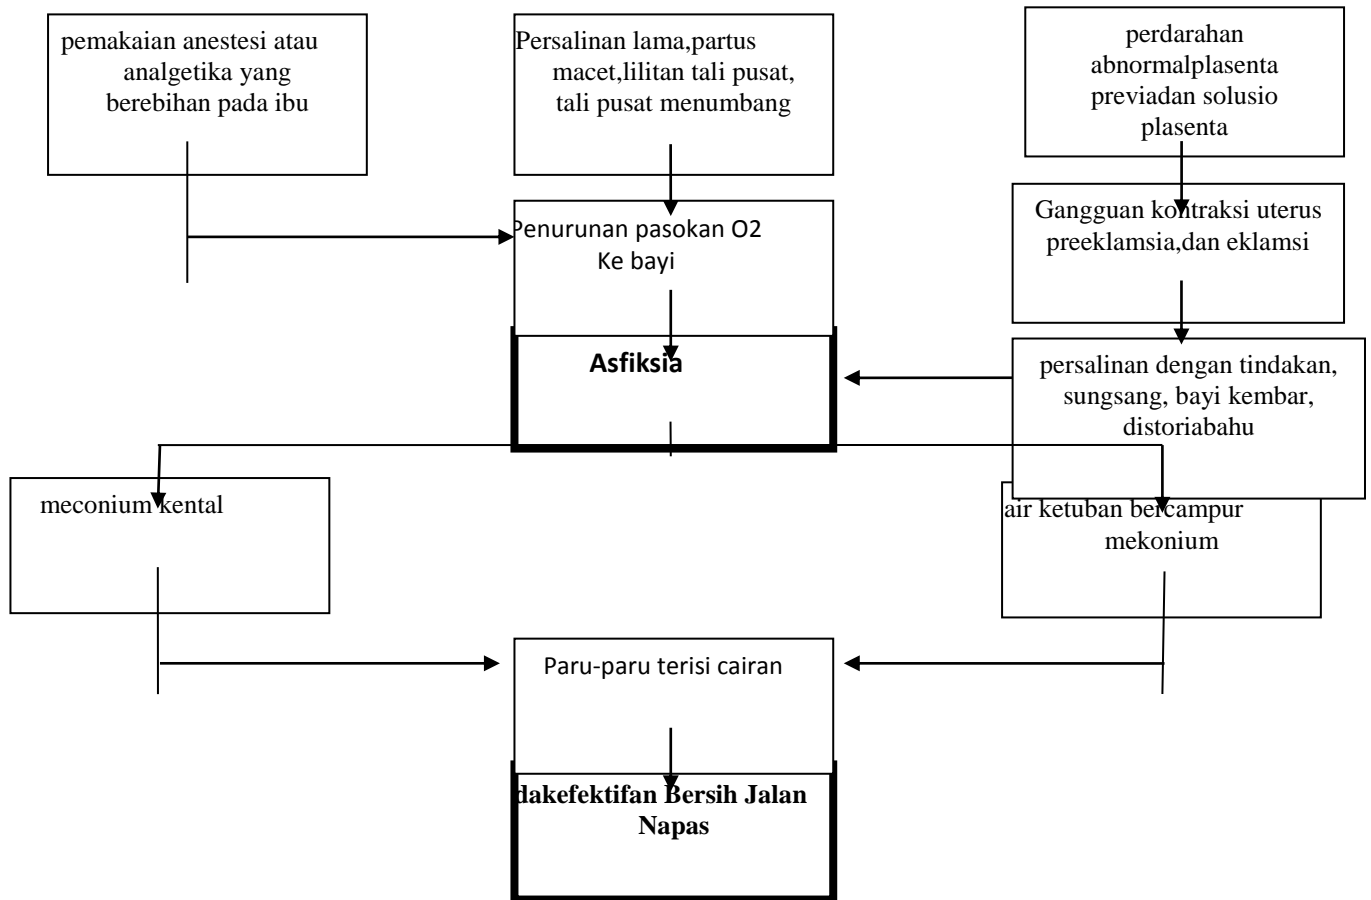 pemakaian anestesi atau
analgetika yang
berebihan pada ibu
Persalinan lama,partus
macet,lilitan tali pusat,
tali pusat menumbang
perdarahan
abnormalplasenta
previadan solusio
plasenta
Penurunan pasokan O2
Ke bayi
Gangguan kontraksi uterus
preeklamsia,dan eklamsi
Asfiksia
persalinan dengan tindakan,
sungsang, bayi kembar,
distoriabahu
meconium kental
air ketuban bercampur
mekonium
Paru-paru terisi cairan
dakefektifan Bersih Jalan
Napas